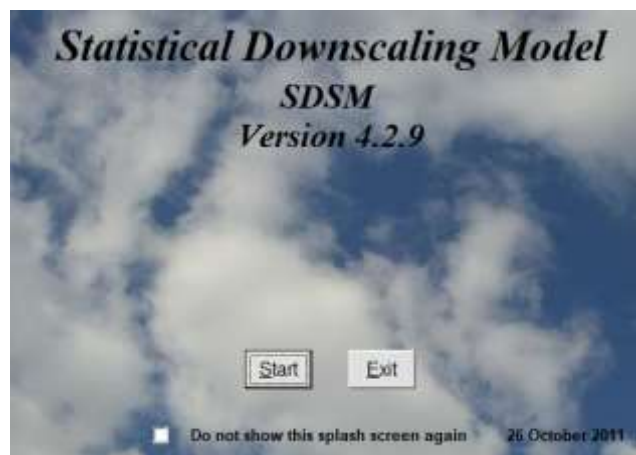 Statistical Downscaling Model
SDSM
Version 4.2.9
Start Exit
Do not show this splash screen again 26 October 2011